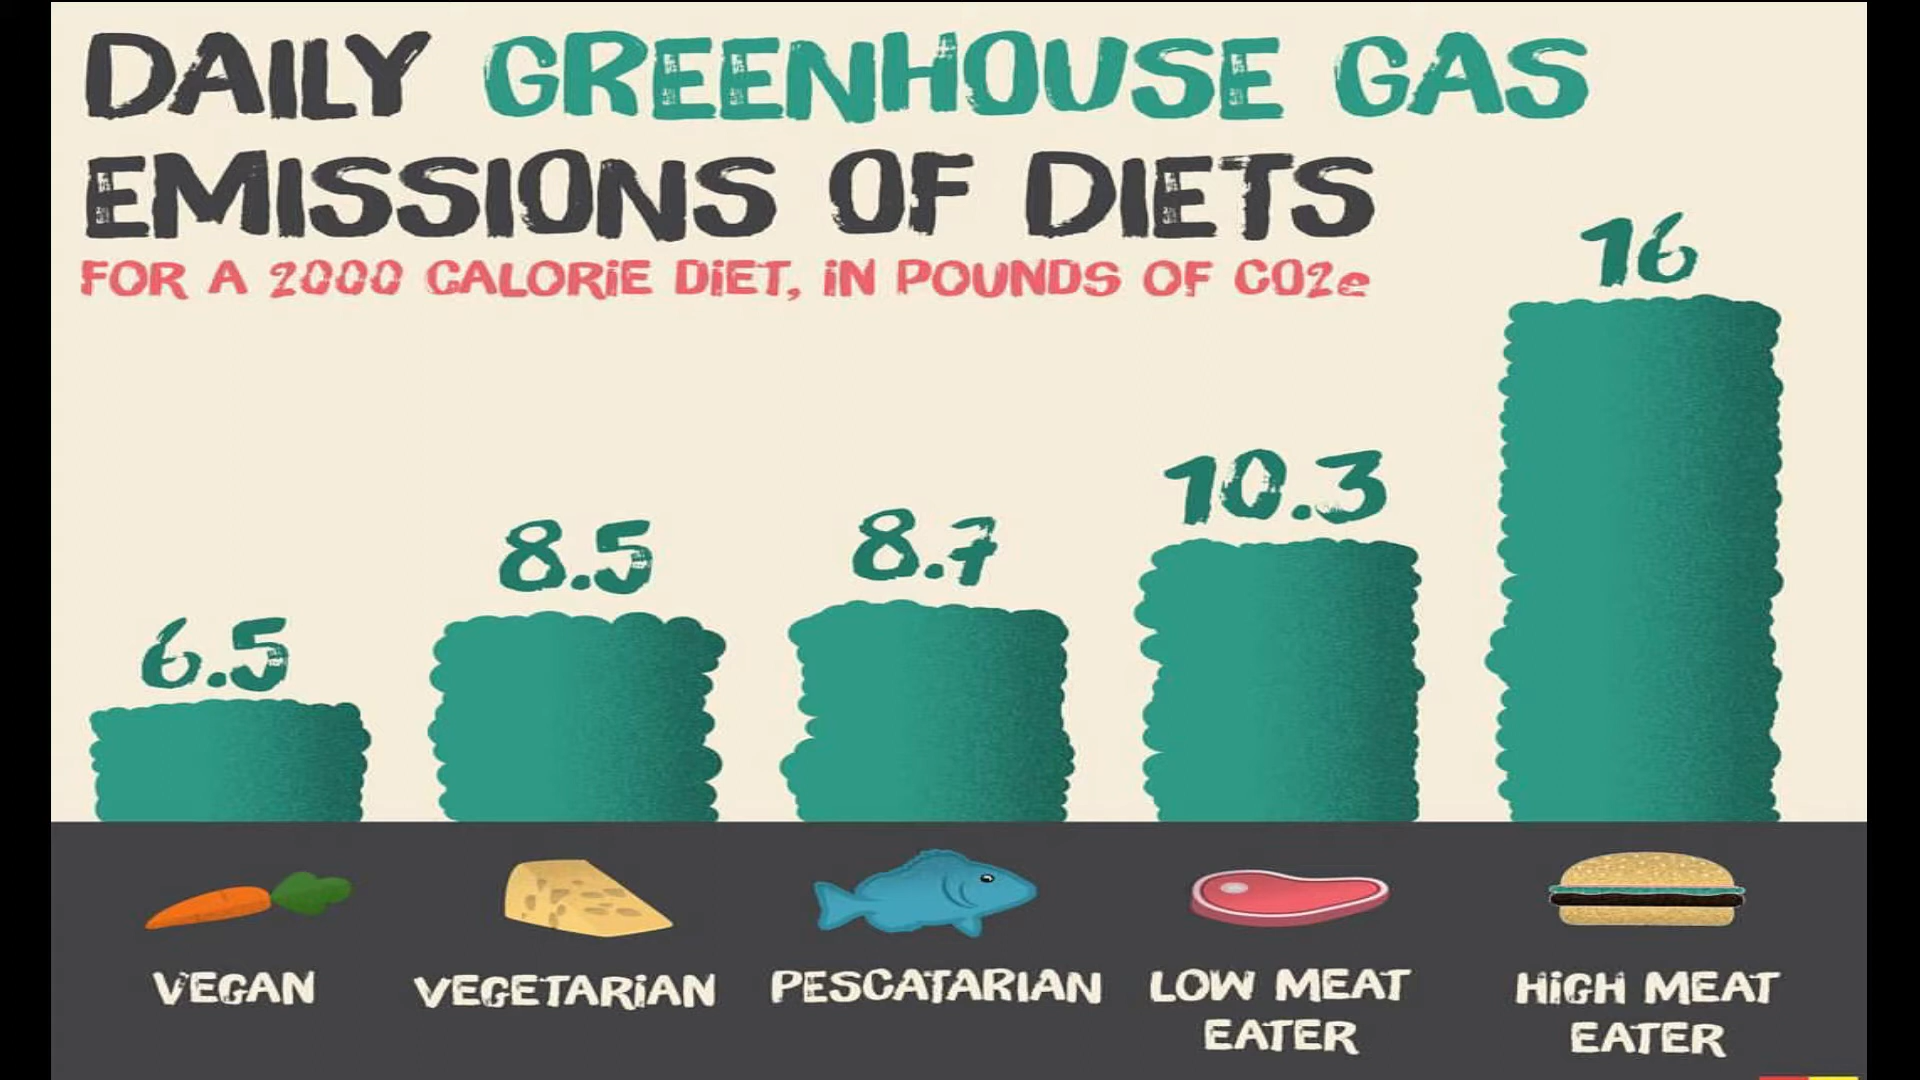 DAILY GREENHOUSE GAS
EMISSIONS OF DIETS
FOR A 2000 CALORiE DiET, iN POUNDS OF CO2e
6.5
8.5
8.7
10.3
16
VEGAN
VEGETARiAN
PESCATARIAN
LOW MEAT
EATER
HiGH MEAT
EATER